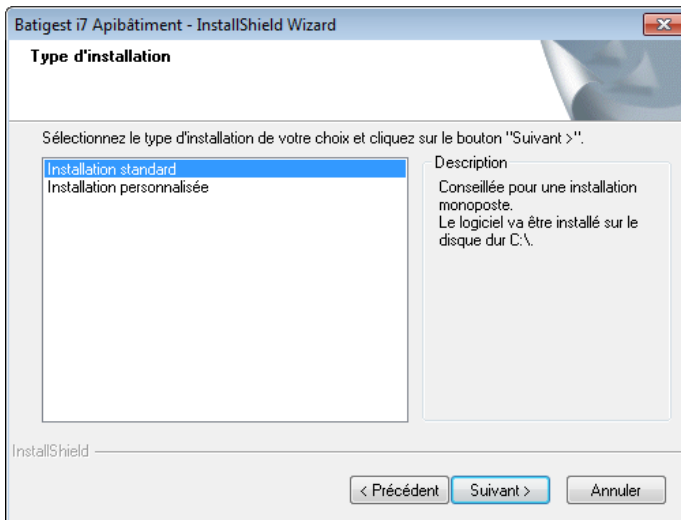 Batigest i7 Apibâtiment - InstallShield Wizard
Type d'installation
Sélectionnez le type d'installation de votre choix et cliquez sur le bouton "Suivant >".
Installation standard
Installation personnalisée
Description
Conseillée pour une installation
monoposte.
Le logiciel va être installé sur le
disque dur C:\.
InstallShield
< Précédent
Suivant >
Annuler